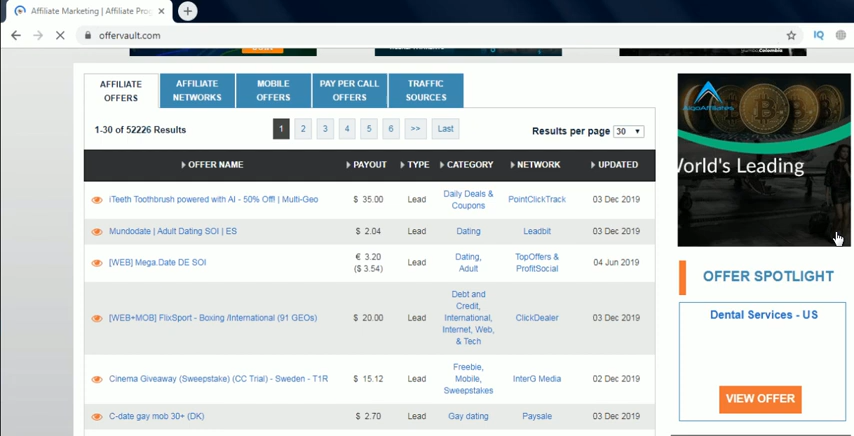 Affiliate Marketing | Affiliate Prog
offervault.com
IQ
AFFILIATE OFFERS
AFFILIATE NETWORKS
MOBILE OFFERS
PAY PER CALL OFFERS
TRAFFIC SOURCES
1-30 of 52226 Results
1 2 3 4 5 6 >> Last
Results per page 30
OFFER NAME PAYOUT TYPE CATEGORY NETWORK UPDATED
iTeeth Toothbrush powered with AI - 50% Off! | Multi-Geo $ 35.00 Lead Daily Deals & Coupons PointClickTrack 03 Dec 2019
Mundodate | Adult Dating SOI | ES $ 2.04 Lead Dating Leadbit 03 Dec 2019
[WEB] Mega.Date DE SOI € 3.20 ($ 3.54) Lead Dating, Adult TopOffers & ProfitSocial 04 Jun 2019
[WEB+MOB] FlixSport - Boxing /International (91 GEOs) $ 20.00 Lead Debt and Credit, International, Internet, Web, & Tech ClickDealer 03 Dec 2019
Cinema Giveaway (Sweepstake) (CC Trial) - Sweden - T1R $ 15.12 Lead Freebie, Mobile, Sweepstakes InterG Media 02 Dec 2019
C-date gay mob 30+ (DK) $ 2.70 Lead Gay dating Paysale 03 Dec 2019
AlgoAffiliates
World's Leading
OFFER SPOTLIGHT
Dental Services - US
VIEW OFFER